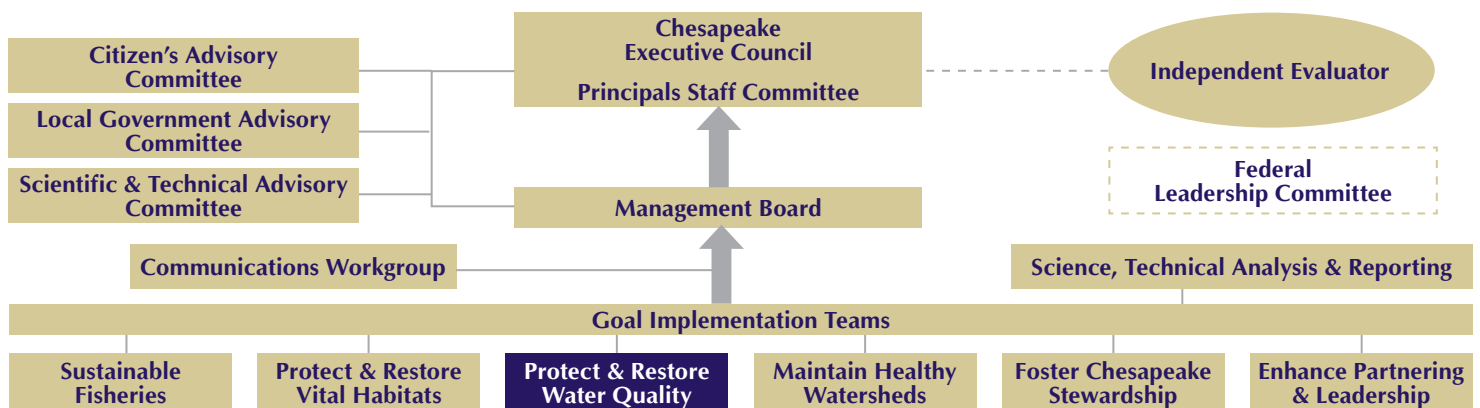 Citizen's Advisory
Committee
Local Government Advisory
Committee
Scientific & Technical Advisory
Committee
Chesapeake
Executive Council
Principals Staff Committee
Independent Evaluator
Federal
Leadership Committee
Management Board
Communications Workgroup
Science, Technical Analysis & Reporting
Goal Implementation Teams
Sustainable
Fisheries
Protect & Restore
Vital Habitats
Protect & Restore
Water Quality
Maintain Healthy
Watersheds
Foster Chesapeake
Stewardship
Enhance Partnering
& Leadership